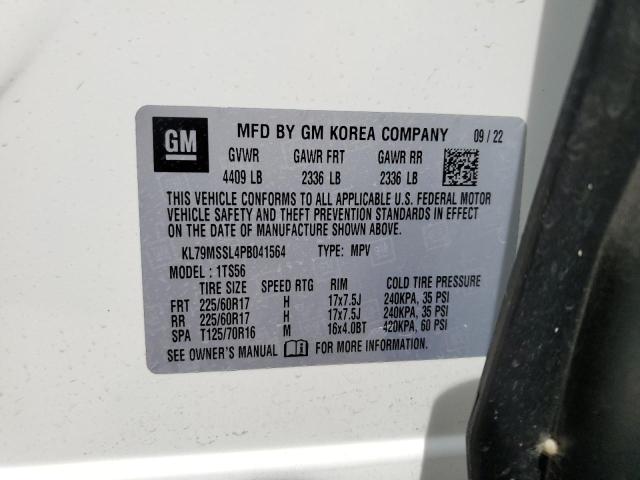 GM MFD BY GM KOREA COMPANY 09 / 22
GVWR GAWR FRT GAWR RR
4409 LB 2336 LB 2336 LB
THIS VEHICLE CONFORMS TO ALL APPLICABLE U.S. FEDERAL MOTOR
VEHICLE SAFETY AND THEFT PREVENTION STANDARDS IN EFFECT
ON THE DATE OF MANUFACTURE SHOWN ABOVE.
KL79MSSL4PB041564 TYPE: MPV
MODEL : 1TS56
TIRE SIZE SPEED RTG RIM COLD TIRE PRESSURE
FRT 225/60R17 H 17x7.5J 240KPA, 35 PSI
RR 225/60R17 H 17x7.5J 240KPA, 35 PSI
SPA T125/70R16 M 16x4.0BT 420KPA, 60 PSI
SEE OWNER'S MANUAL i FOR MORE INFORMATION.